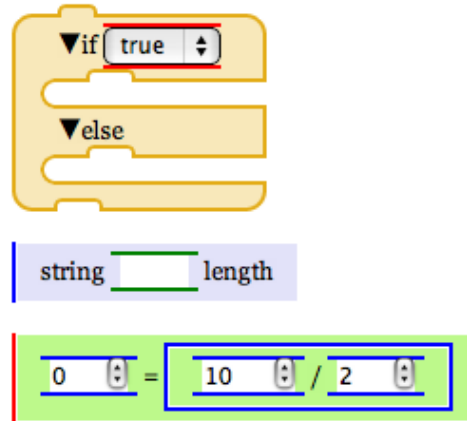 ▼if true
▼else
string length
0 = 10 / 2